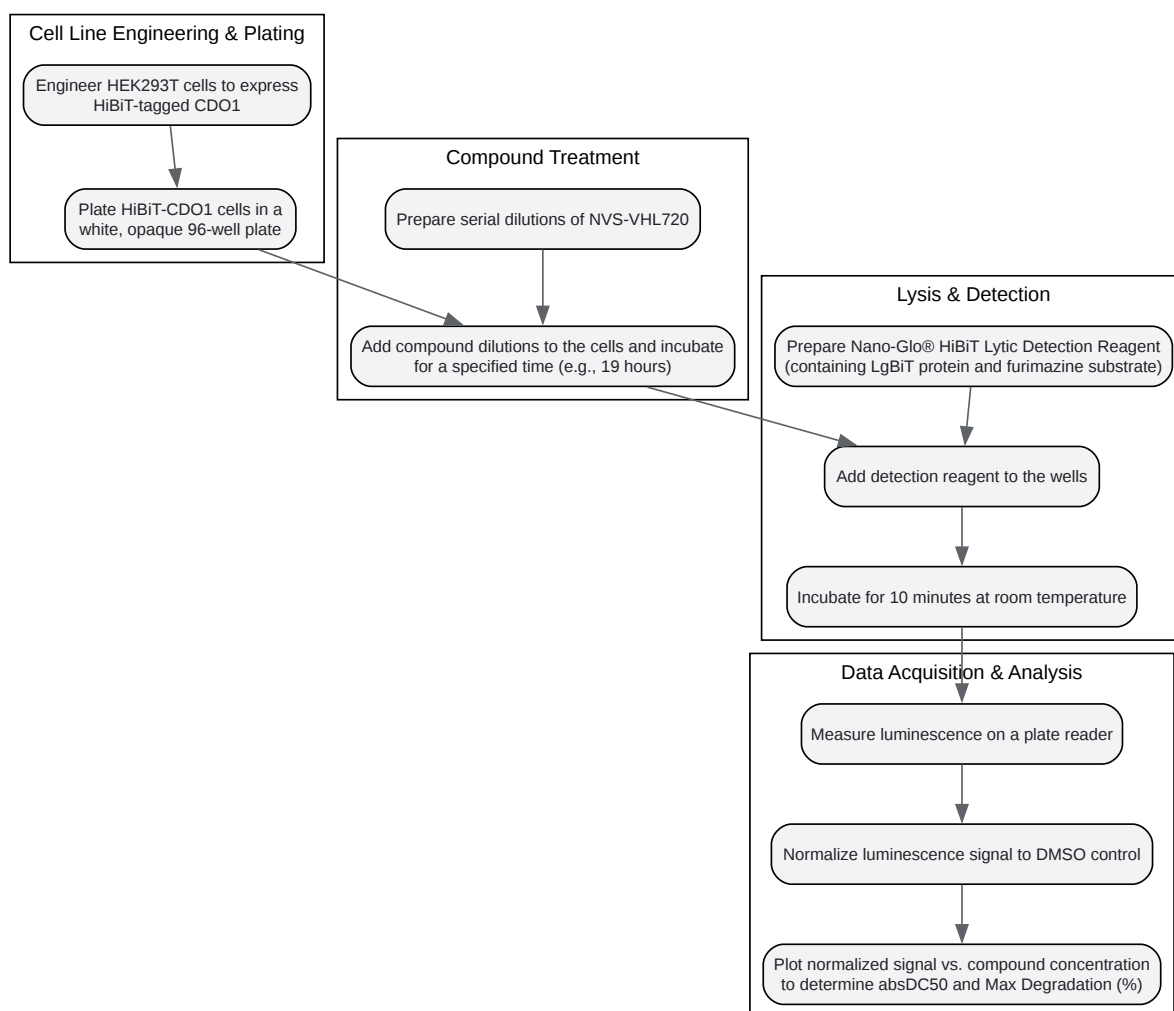 Cell Line Engineering & Plating
Engineer HEK293T cells to express
HiBiT-tagged CDO1
Plate HiBiT-CDO1 cells in a
white, opaque 96-well plate
Compound Treatment
Prepare serial dilutions of NVS-VHL720
Add compound dilutions to the cells and incubate
for a specified time (e.g., 19 hours)
Lysis & Detection
Prepare Nano-Glo® HiBiT Lytic Detection Reagent
(containing LgBiT protein and furimazine substrate)
Add detection reagent to the wells
Incubate for 10 minutes at room temperature
Data Acquisition & Analysis
Measure luminescence on a plate reader
Normalize luminescence signal to DMSO control
Plot normalized signal vs. compound concentration
to determine absDC50 and Max Degradation (%)